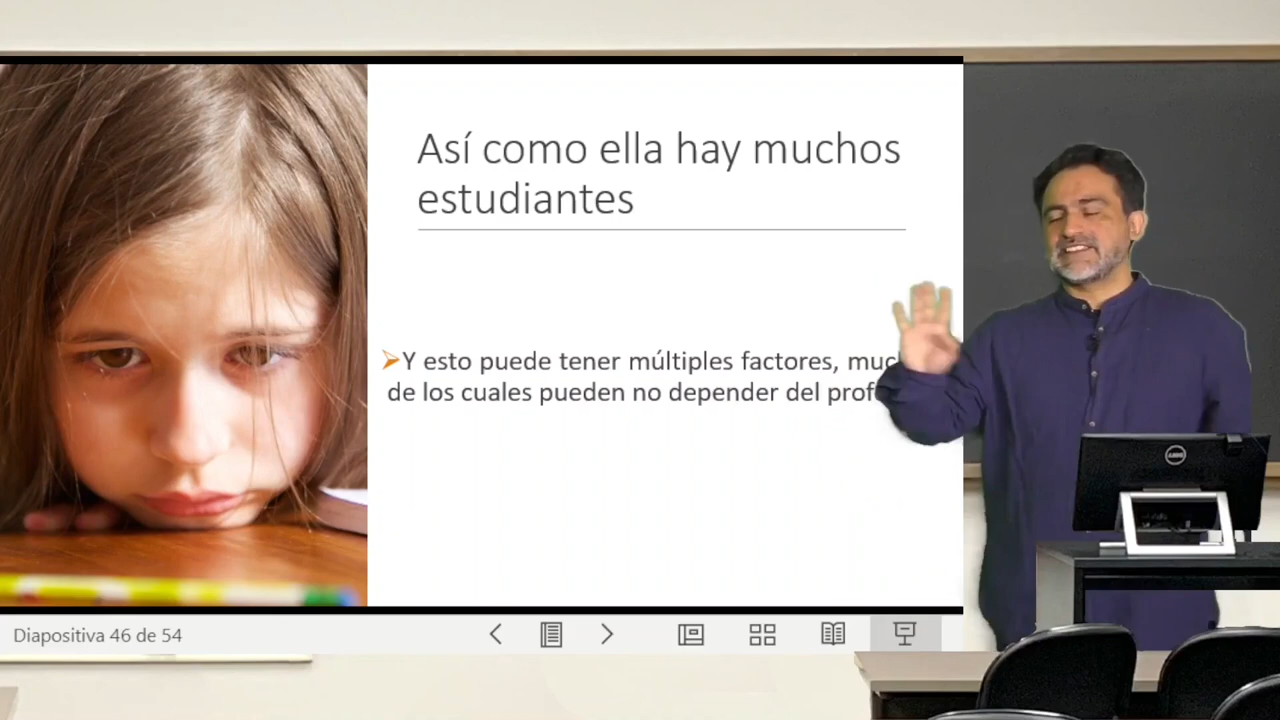 Así como ella hay muchos
estudiantes
➢Y esto puede tener múltiples factores,
de los cuales pueden no depender del
Diapositiva 46 de 54
DELL